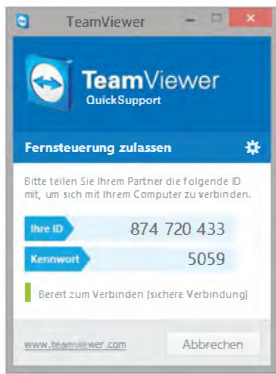 TeamViewer
TeamViewer
QuickSupport
Fernsteuerung zulassen
Bitte teilen Sie Ihrem Partner die folgende ID
mit, um sich mit Ihrem Computer zu verbinden.
Ihre ID 874 720 433
Kennwort 5059
Bereit zum Verbinden (sichere Verbindung)
www.teamviewer.com Abbrechen